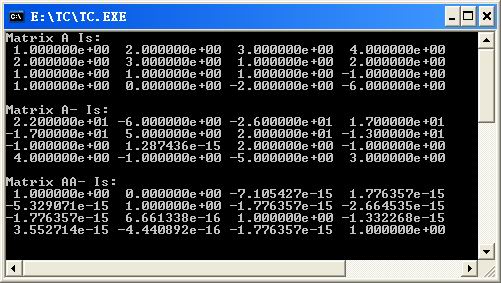 E:\TC\TC.EXE
Matrix A Is:
1.000000e+00 2.000000e+00 3.000000e+00 4.000000e+00
2.000000e+00 3.000000e+00 1.000000e+00 2.000000e+00
1.000000e+00 1.000000e+00 1.000000e+00 -1.000000e+00
1.000000e+00 0.000000e+00 -2.000000e+00 -6.000000e+00
Matrix A- Is:
2.200000e+01 -6.000000e+00 -2.600000e+01 1.700000e+01
-1.700000e+01 5.000000e+00 2.000000e+01 -1.300000e+01
-1.000000e+00 1.287436e-15 2.000000e+00 -1.000000e+00
4.000000e+00 -1.000000e+00 -5.000000e+00 3.000000e+00
Matrix AA- Is:
1.000000e+00 0.000000e+00 -7.105427e-15 1.776357e-15
-5.329071e-15 1.000000e+00 -1.776357e-15 -2.664535e-15
-1.776357e-15 6.661338e-16 1.000000e+00 -1.332268e-15
3.552714e-15 -4.440892e-16 -1.776357e-15 1.000000e+00